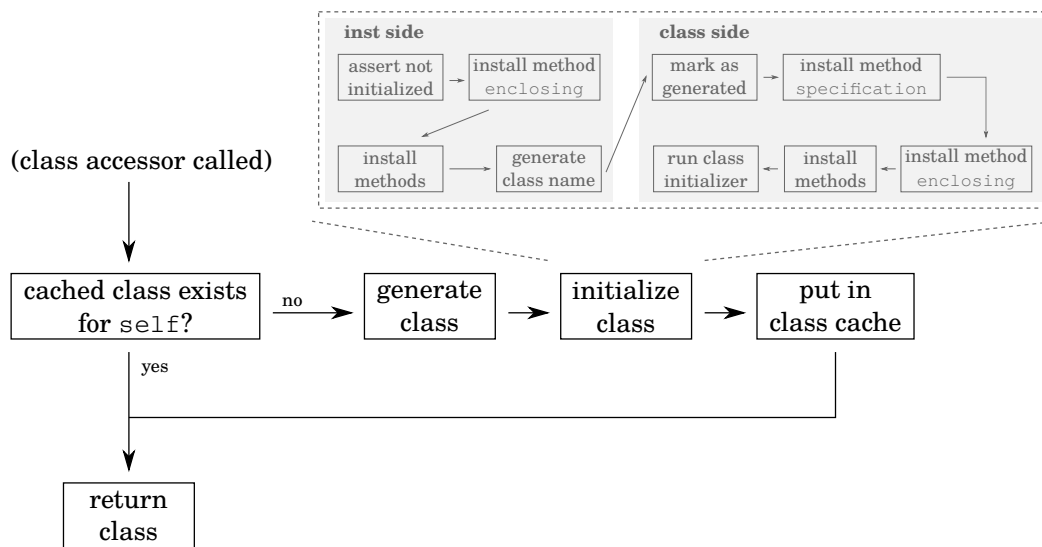 inst side
class side
assert not
initialized
install method
enclosing
mark as
generated
install method
specification
install
methods
generate
class name
run class
initializer
install
methods
install method
enclosing
(class accessor called)
cached class exists
for self?
no
generate
class
initialize
class
put in
class cache
yes
return
class